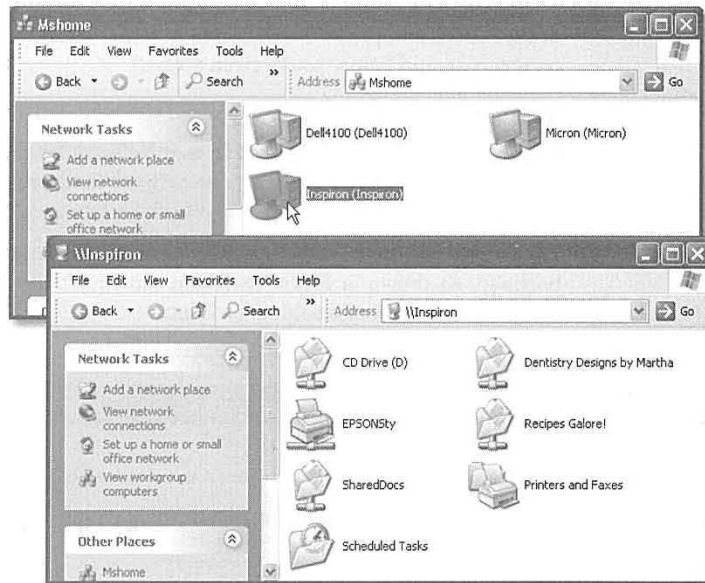 Mshome
File Edit View Favorites Tools Help
Back Search » Address Mshome Go
Network Tasks
Add a network place
View network
connections
Set up a home or small
office network
Dell4100 (Dell4100)
Micron (Micron)
Inspiron (Inspiron)
\\Inspiron
File Edit View Favorites Tools Help
Back Search » Address \\Inspiron Go
Network Tasks
Add a network place
View network
connections
Set up a home or small
office network
View workgroup
computers
Other Places
Mshome
CD Drive (D)
Dentistry Designs by Martha
EPSONSty
Recipes Galore!
SharedDocs
Printers and Faxes
Scheduled Tasks